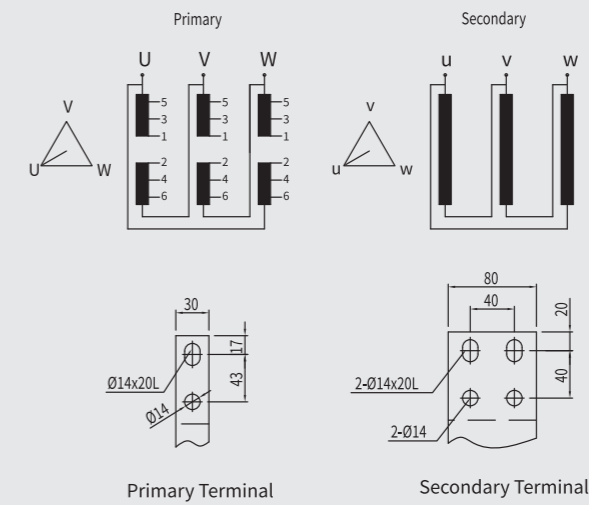 Primary
Secondary
U V W
u v w
V
U W
v
u w
5 5 5
3 3 3
1 1 1
2 2 2
4 4 4
6 6 6
30
17
43
Ø14x20L
Ø14
Primary Terminal
80
40
20
40
2-Ø14x20L
2-Ø14
Secondary Terminal